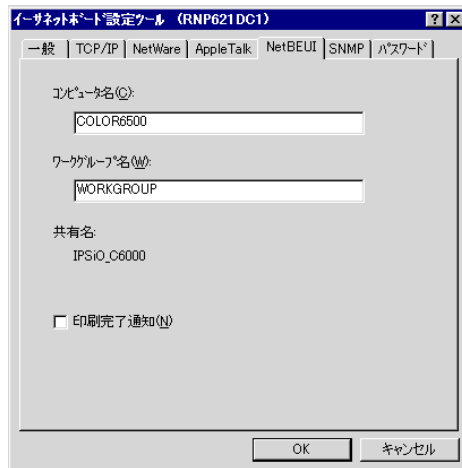 ｲｰｻﾈｯﾄﾎﾞｰﾄﾞ設定ﾂｰﾙ (RNP621DC1)
一般 TCP/IP NetWare AppleTalk NetBEUI SNMP ﾊﾟｽﾜｰﾄﾞ
ｺﾝﾋﾟｭｰﾀ名(C):
COLOR6500
ﾜｰｸｸﾞﾙｰﾌﾟ名(W):
WORKGROUP
共有名:
IPSiO_C6000
印刷完了通知(N)
OK ｷｬﾝｾﾙ